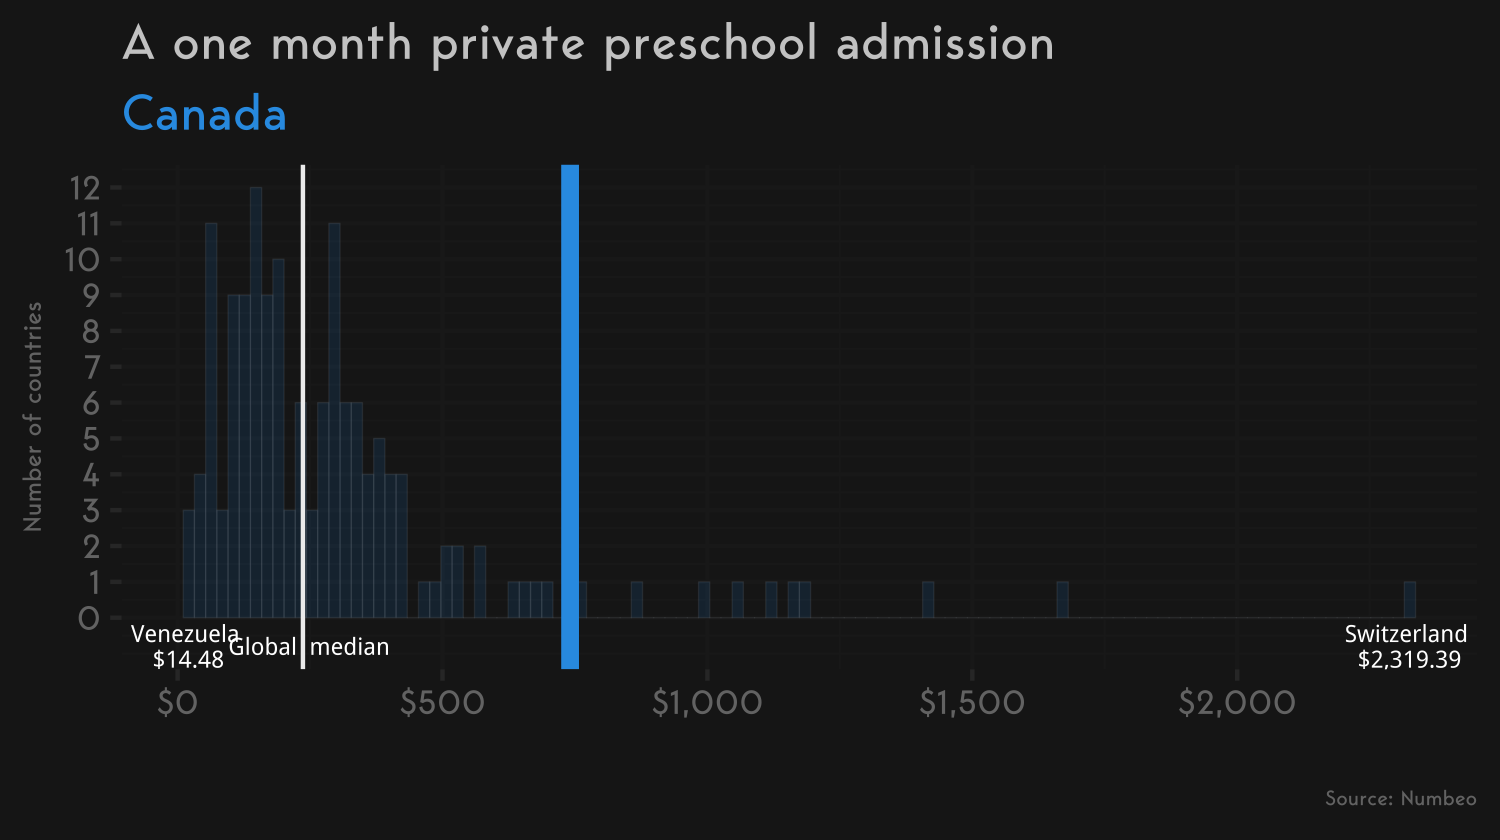 A one month private preschool admission
Canada
Number of countries
12
11
10
9
8
7
6
5
4
3
2
1
0
Venezuela
$14.48
Global median
Switzerland
$2,319.39
$0 $500 $1,000 $1,500 $2,000
Source: Numbeo